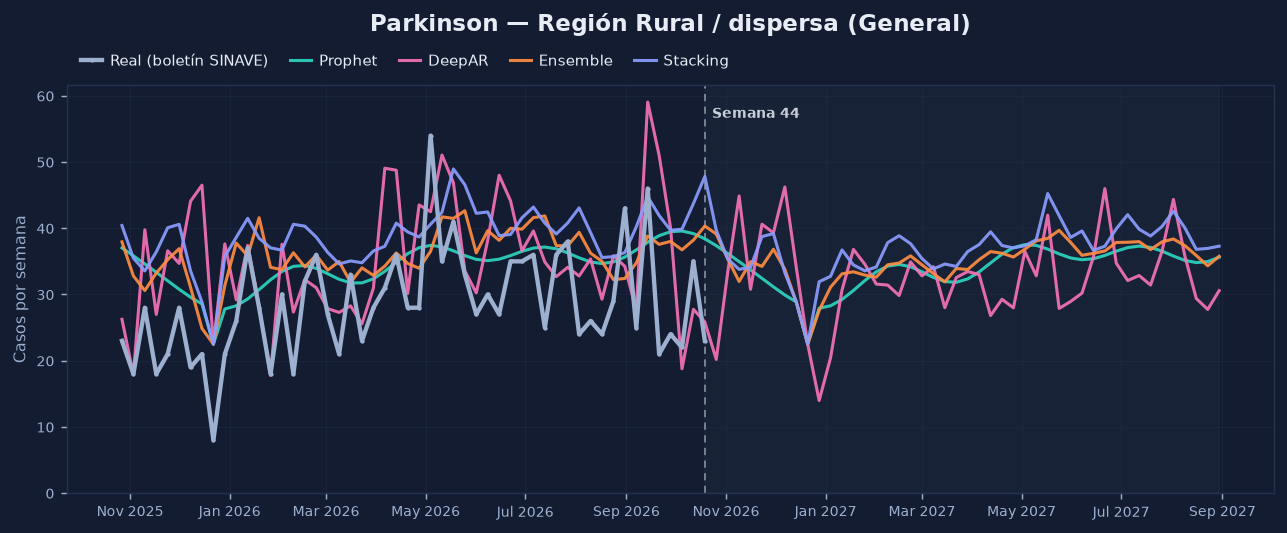 Parkinson — Región Rural / dispersa (General)
Real (boletín SINAVE) Prophet DeepAR Ensemble Stacking
Semana 44
Casos por semana
60
50
40
30
20
10
0
Nov 2025 Jan 2026 Mar 2026 May 2026 Jul 2026 Sep 2026 Nov 2026 Jan 2027 Mar 2027 May 2027 Jul 2027 Sep 2027